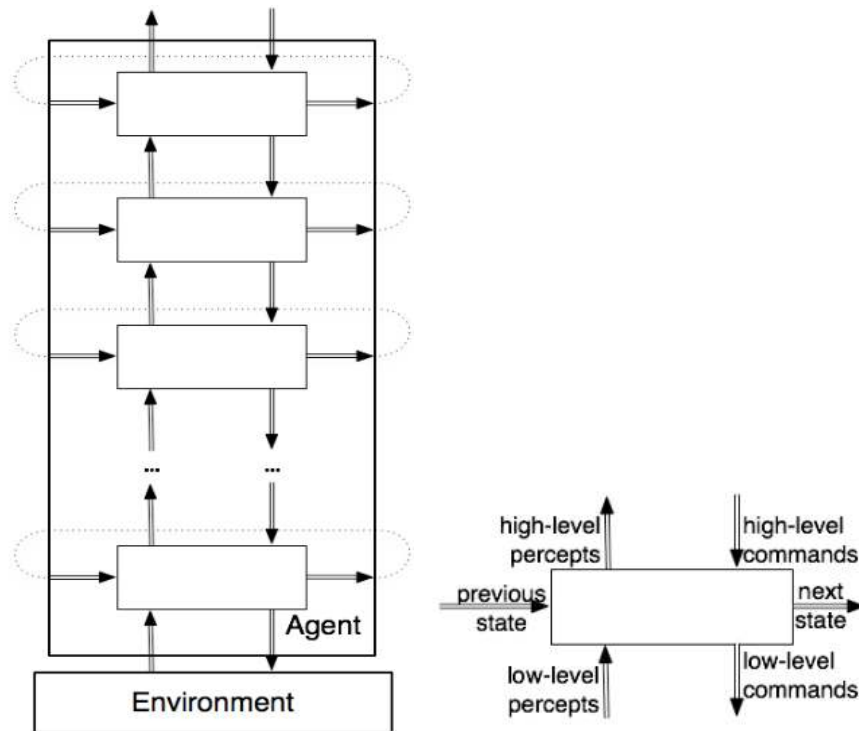 ... ...
Agent
Environment
high-level
percepts
high-level
commands
previous
state
next
state
low-level
percepts
low-level
commands